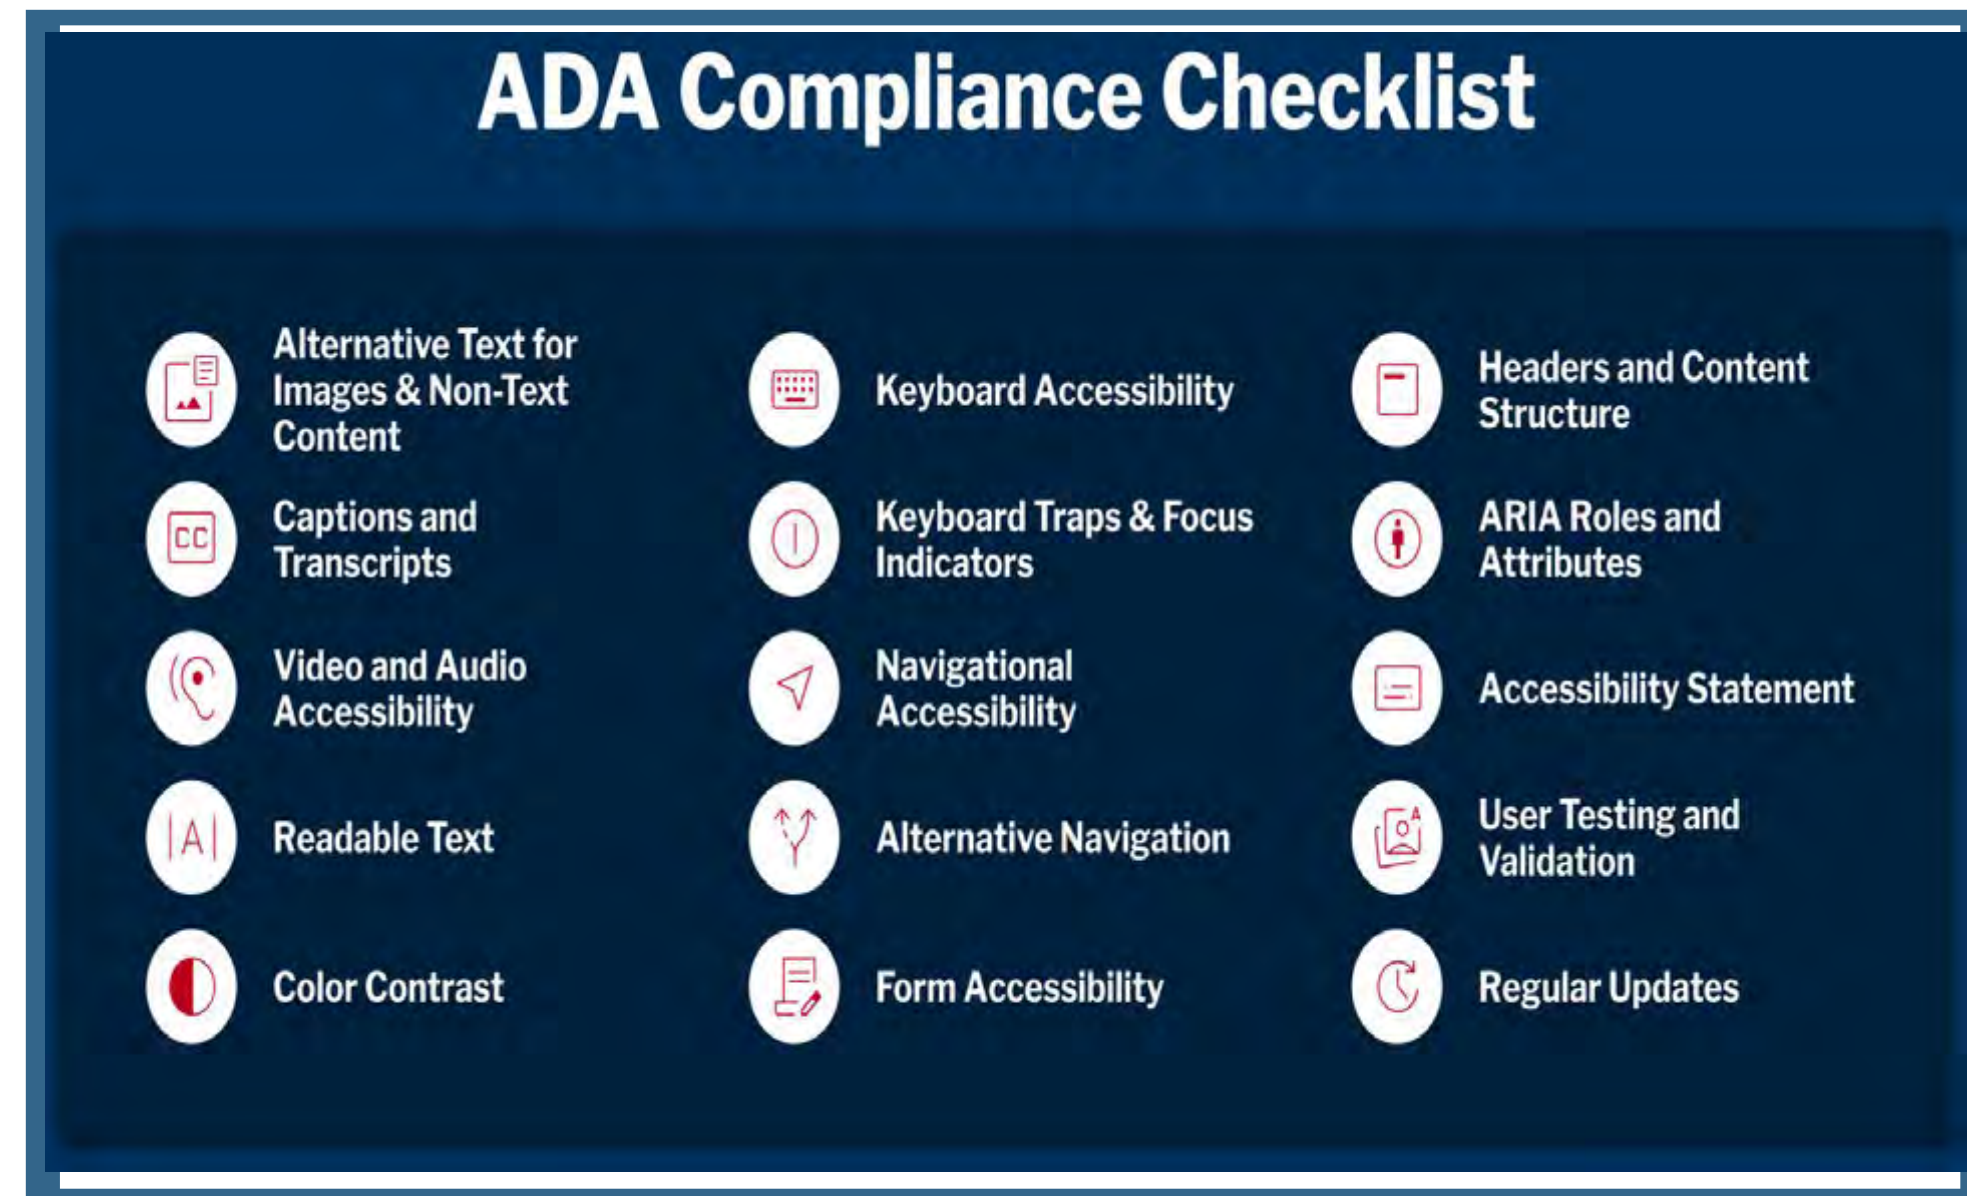 ADA Compliance Checklist
Alternative Text for
Images & Non-Text
Content
Captions and
Transcripts
CC
Video and Audio
Accessibility
Readable Text
A
Color Contrast
Keyboard Accessibility
Keyboard Traps & Focus
Indicators
Navigational
Accessibility
Alternative Navigation
Form Accessibility
Headers and Content
Structure
ARIA Roles and
Attributes
Accessibility Statement
User Testing and
Validation
A
Regular Updates